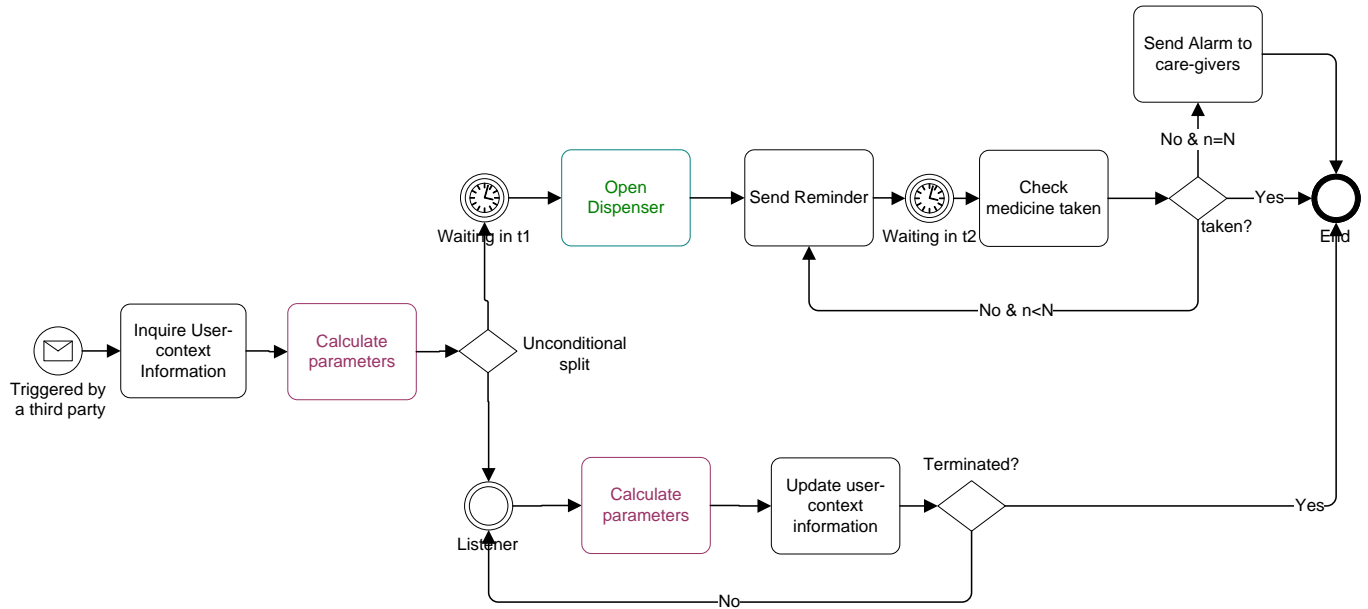 Send Alarm to
care-givers
No & n=N
Open
Dispenser
Send Reminder
Check
medicine taken
Yes
Waiting in t1
Waiting in t2
taken?
End
No & n<N
Inquire User-
context
Information
Calculate
parameters
Unconditional
split
Triggered by
a third party
Terminated?
Calculate
parameters
Update user-
context
information
Yes
Listener
No